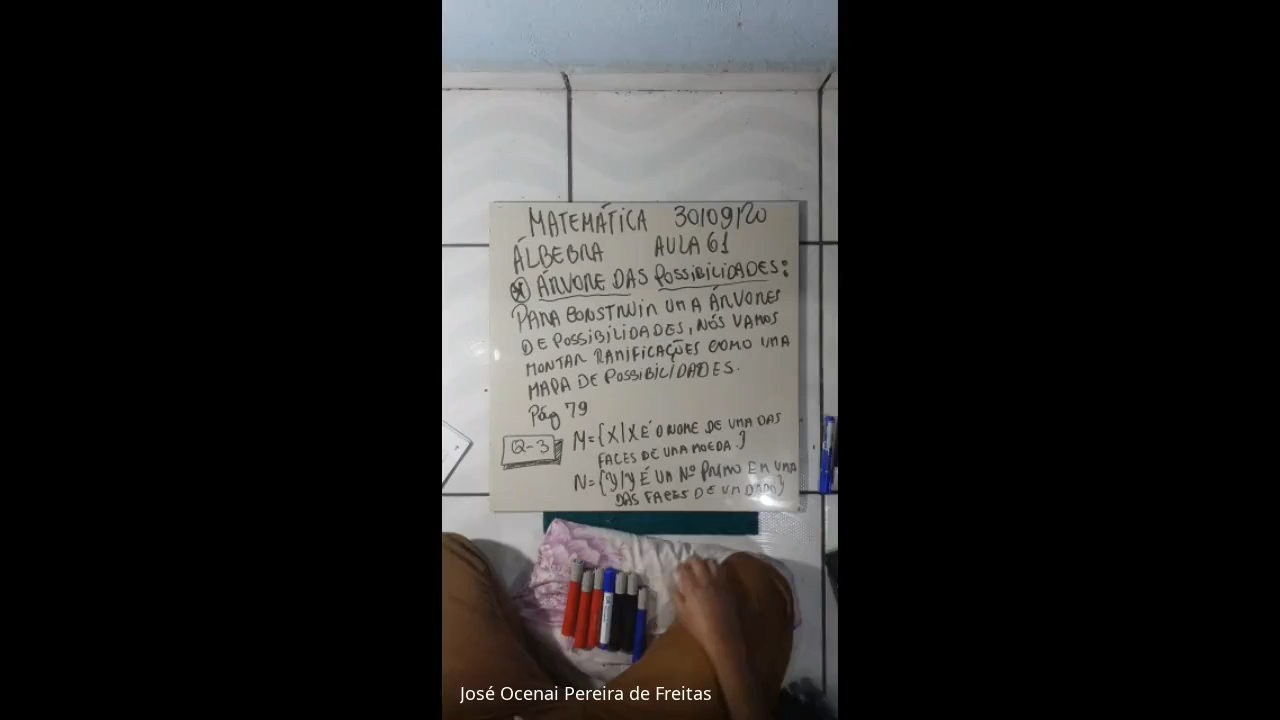 MATEMÁTICA 30/09/20
ÁLBEBRA AULA 61
* ÁRVORE DAS POSSIBILIDADES:
PARA CONSTRUIR UMA ÁRVORES
DE POSSIBILIDADES, NÓS VAMOS
MONTAR RAMIFICAÇÕES COMO UMA
MAPA DE POSSIBILIDADES.
Pág 79
Q-3 M={X/X É O NOME DE UMA DAS
FACES DE UMA MOEDA.}
N={Y/Y É UM Nº PRIMO EM UMA
DAS FACES DE UM DADO}
José Ocenai Pereira de Freitas